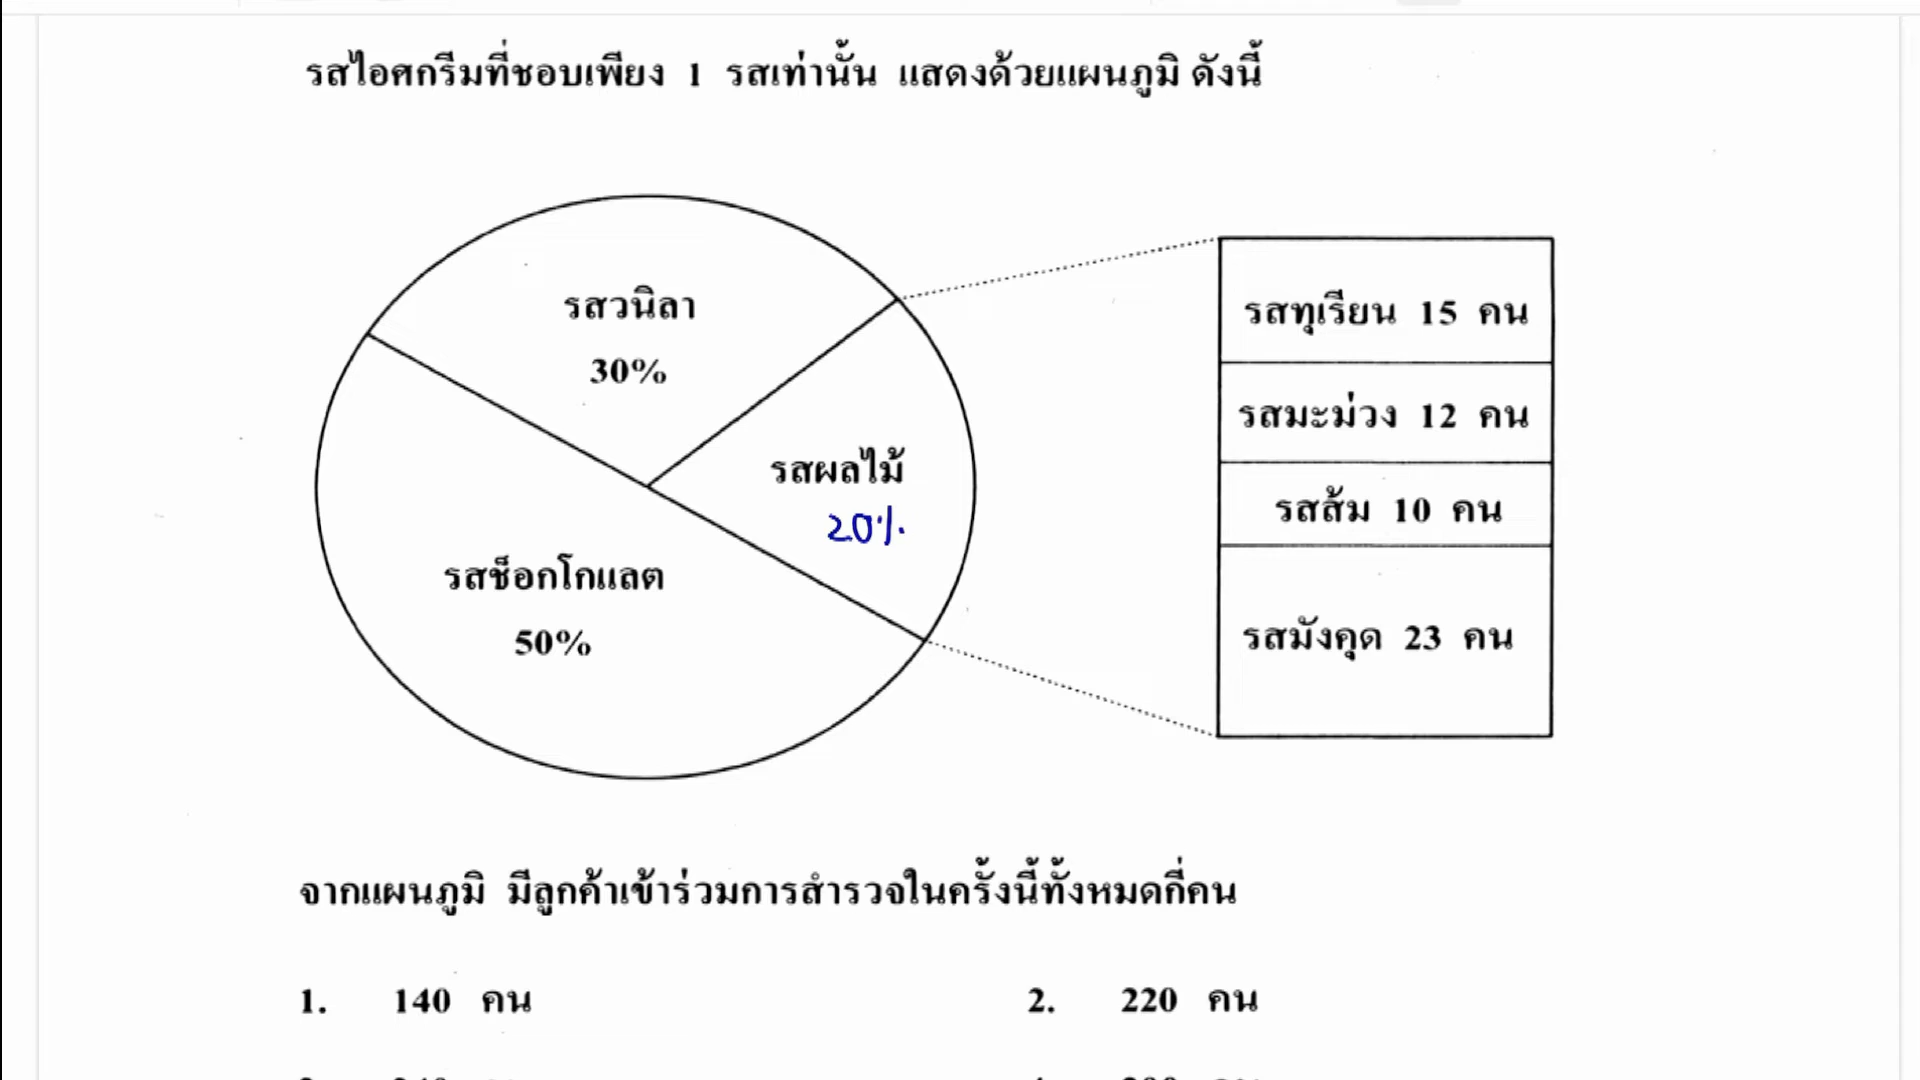 รสไอศกรีมที่ชอบเพียง 1 รสเท่านั้น แสดงด้วยแผนภูมิ ดังนี้
รสวนิลา
30%
รสผลไม้
20%
รสช็อกโกแลต
50%
รสทุเรียน 15 คน
รสมะม่วง 12 คน
รสส้ม 10 คน
รสมังคุด 23 คน
จากแผนภูมิ มีลูกค้าเข้าร่วมการสำรวจในครั้งนี้ทั้งหมดกี่คน
1. 140 คน
2. 220 คน